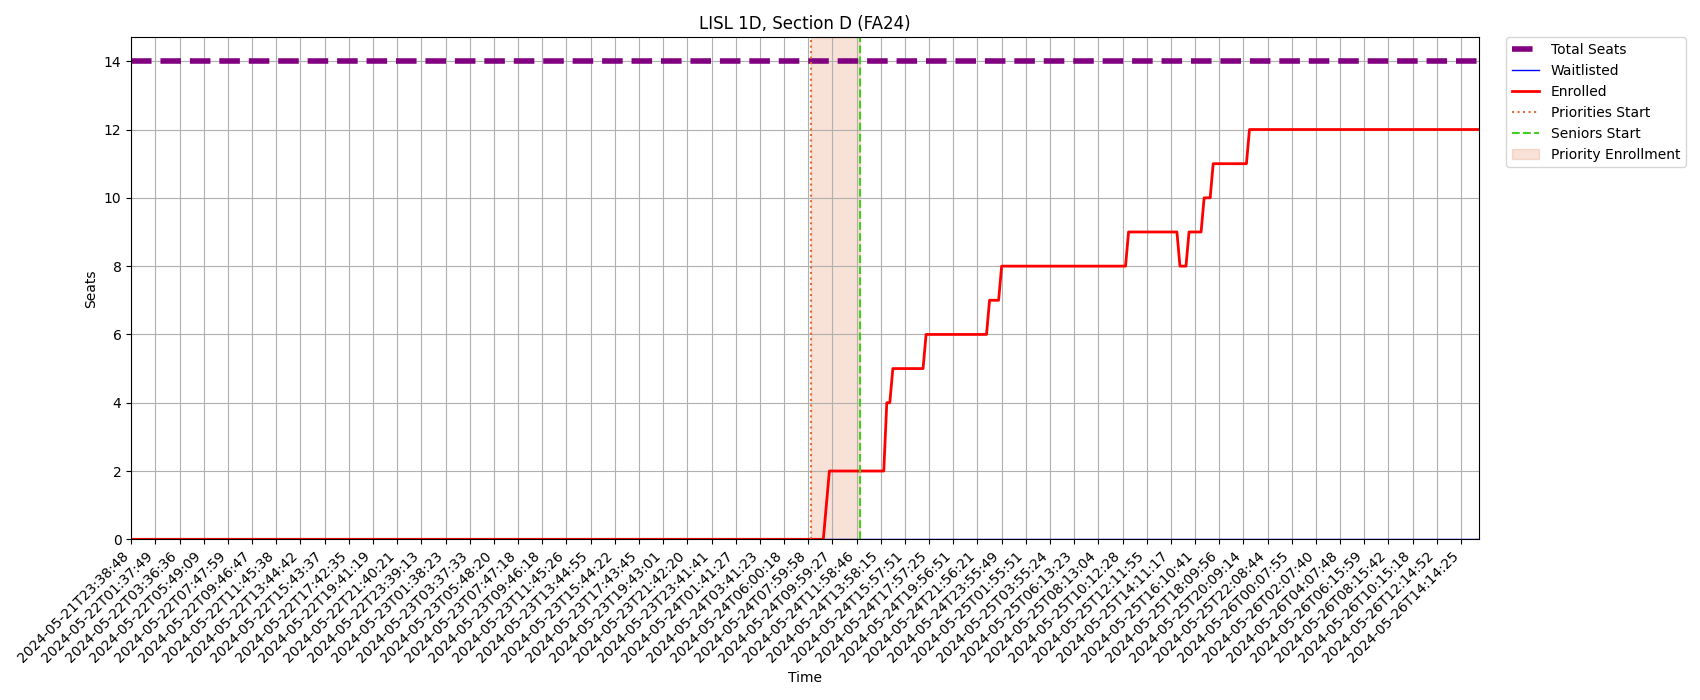 LISL 1D, Section D (FA24)
Total Seats
Waitlisted
Enrolled
Priorities Start
Seniors Start
Priority Enrollment
Seats
14
12
10
8
6
4
2
0
2024-05-21T23:38:48
2024-05-22T01:37:49
2024-05-22T03:36:36
2024-05-22T05:49:09
2024-05-22T07:47:59
2024-05-22T09:46:47
2024-05-22T11:45:38
2024-05-22T13:44:42
2024-05-22T15:43:37
2024-05-22T17:42:35
2024-05-22T19:41:19
2024-05-22T21:40:21
2024-05-22T23:39:13
2024-05-23T01:38:23
2024-05-23T03:37:33
2024-05-23T05:48:20
2024-05-23T07:47:18
2024-05-23T09:46:18
2024-05-23T11:45:26
2024-05-23T13:44:55
2024-05-23T15:44:22
2024-05-23T17:43:45
2024-05-23T19:43:01
2024-05-23T21:42:20
2024-05-23T23:41:41
2024-05-24T01:41:27
2024-05-24T03:41:23
2024-05-24T06:00:18
2024-05-24T07:59:58
2024-05-24T09:59:27
2024-05-24T11:58:46
2024-05-24T13:58:15
2024-05-24T15:57:51
2024-05-24T17:57:25
2024-05-24T19:56:51
2024-05-24T21:56:21
2024-05-24T23:55:49
2024-05-25T01:55:51
2024-05-25T03:55:24
2024-05-25T06:13:23
2024-05-25T08:13:04
2024-05-25T10:12:28
2024-05-25T12:11:55
2024-05-25T14:11:17
2024-05-25T16:10:41
2024-05-25T18:09:56
2024-05-25T20:09:14
2024-05-25T22:08:44
2024-05-26T00:07:55
2024-05-26T02:07:40
2024-05-26T04:07:48
2024-05-26T06:15:59
2024-05-26T08:15:42
2024-05-26T10:15:18
2024-05-26T12:14:52
2024-05-26T14:14:25
Time